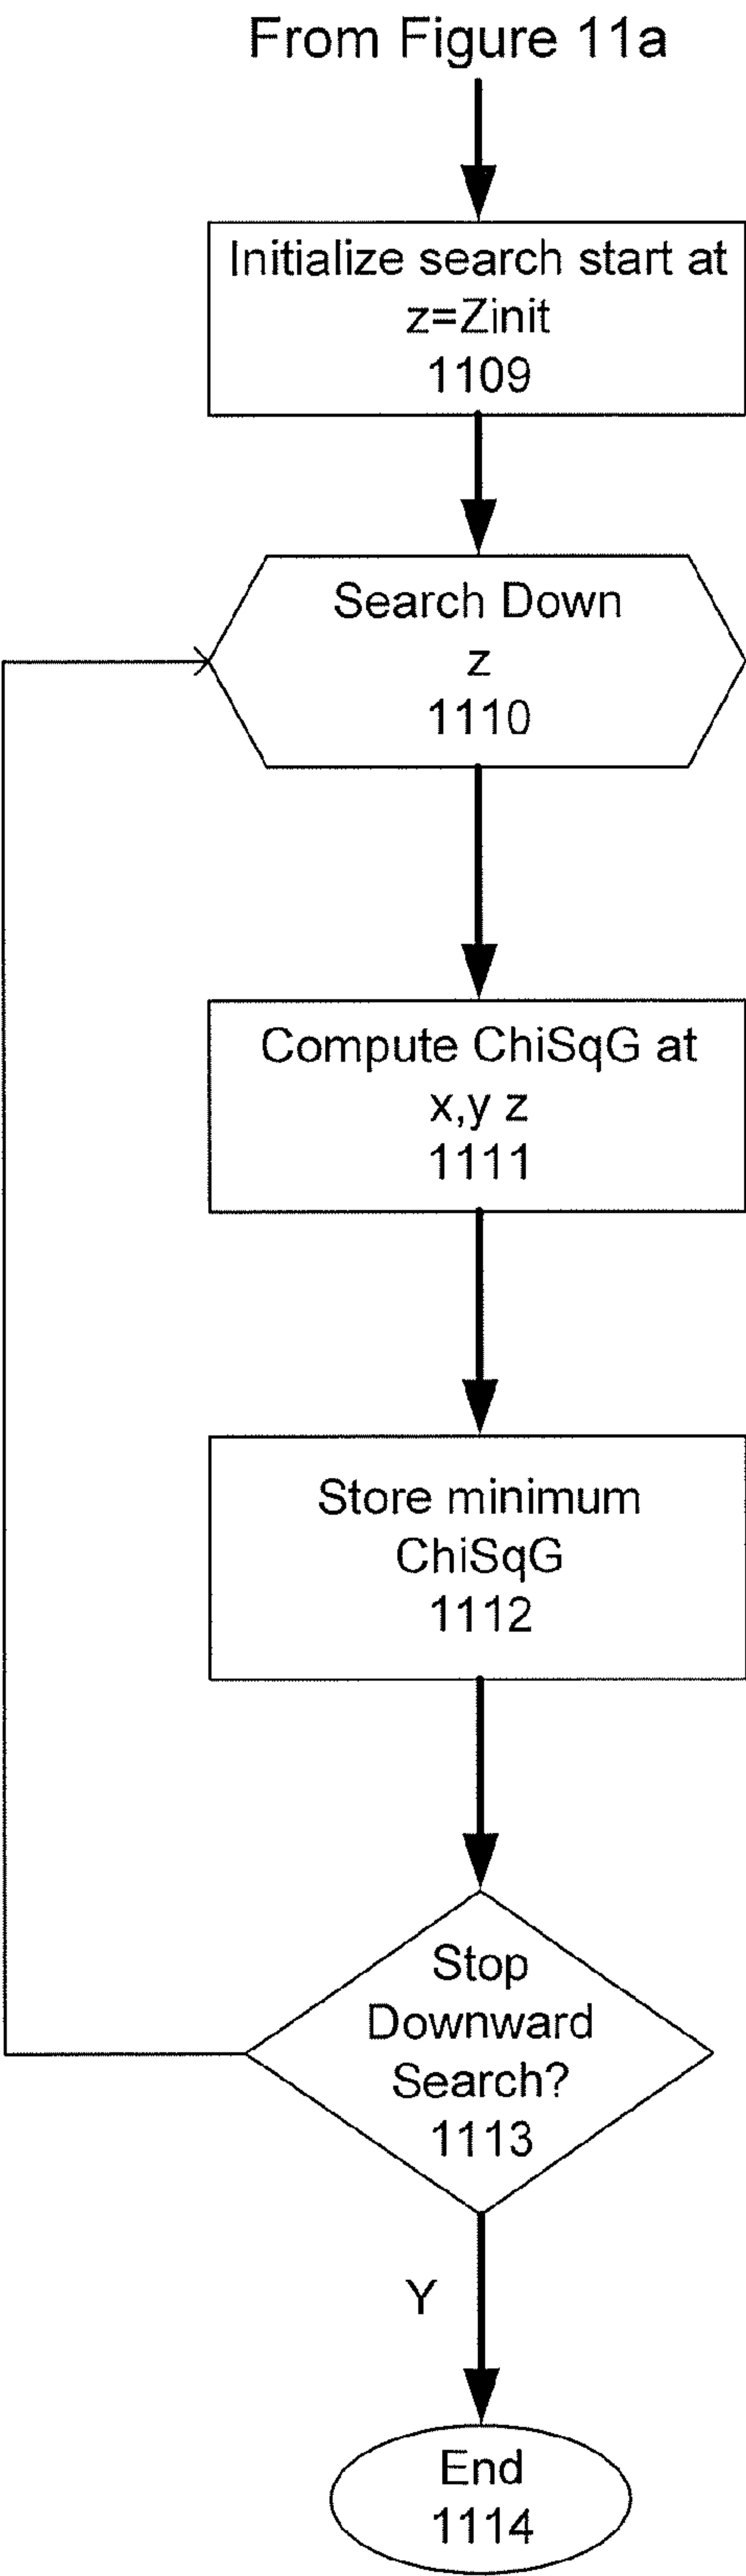 From Figure 11a
Initialize search start at
z=Zinit
1109
Search Down
z
1110
Compute ChiSqG at
x,y z
1111
Store minimum
ChiSqG
1112
Stop
Downward
Search?
1113
Y
End
1114